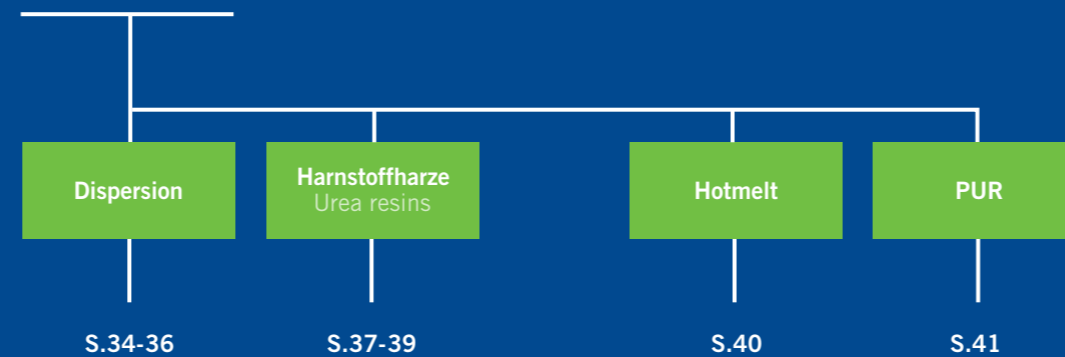 Dispersion
Harnstoffharze
Urea resins
Hotmelt
PUR
S.34-36
S.37-39
S.40
S.41